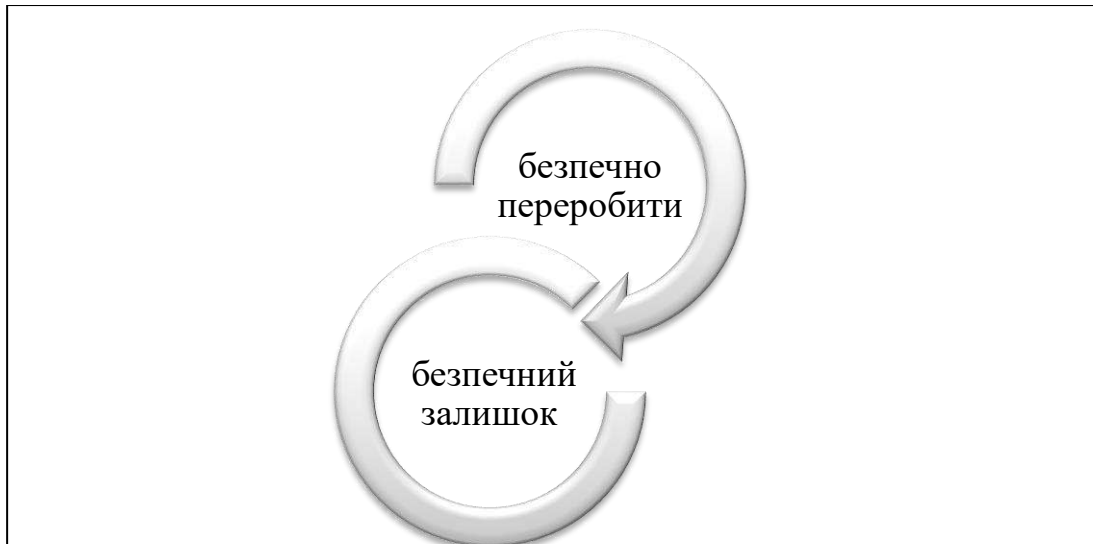 безпечно
переробити
безпечний
залишок